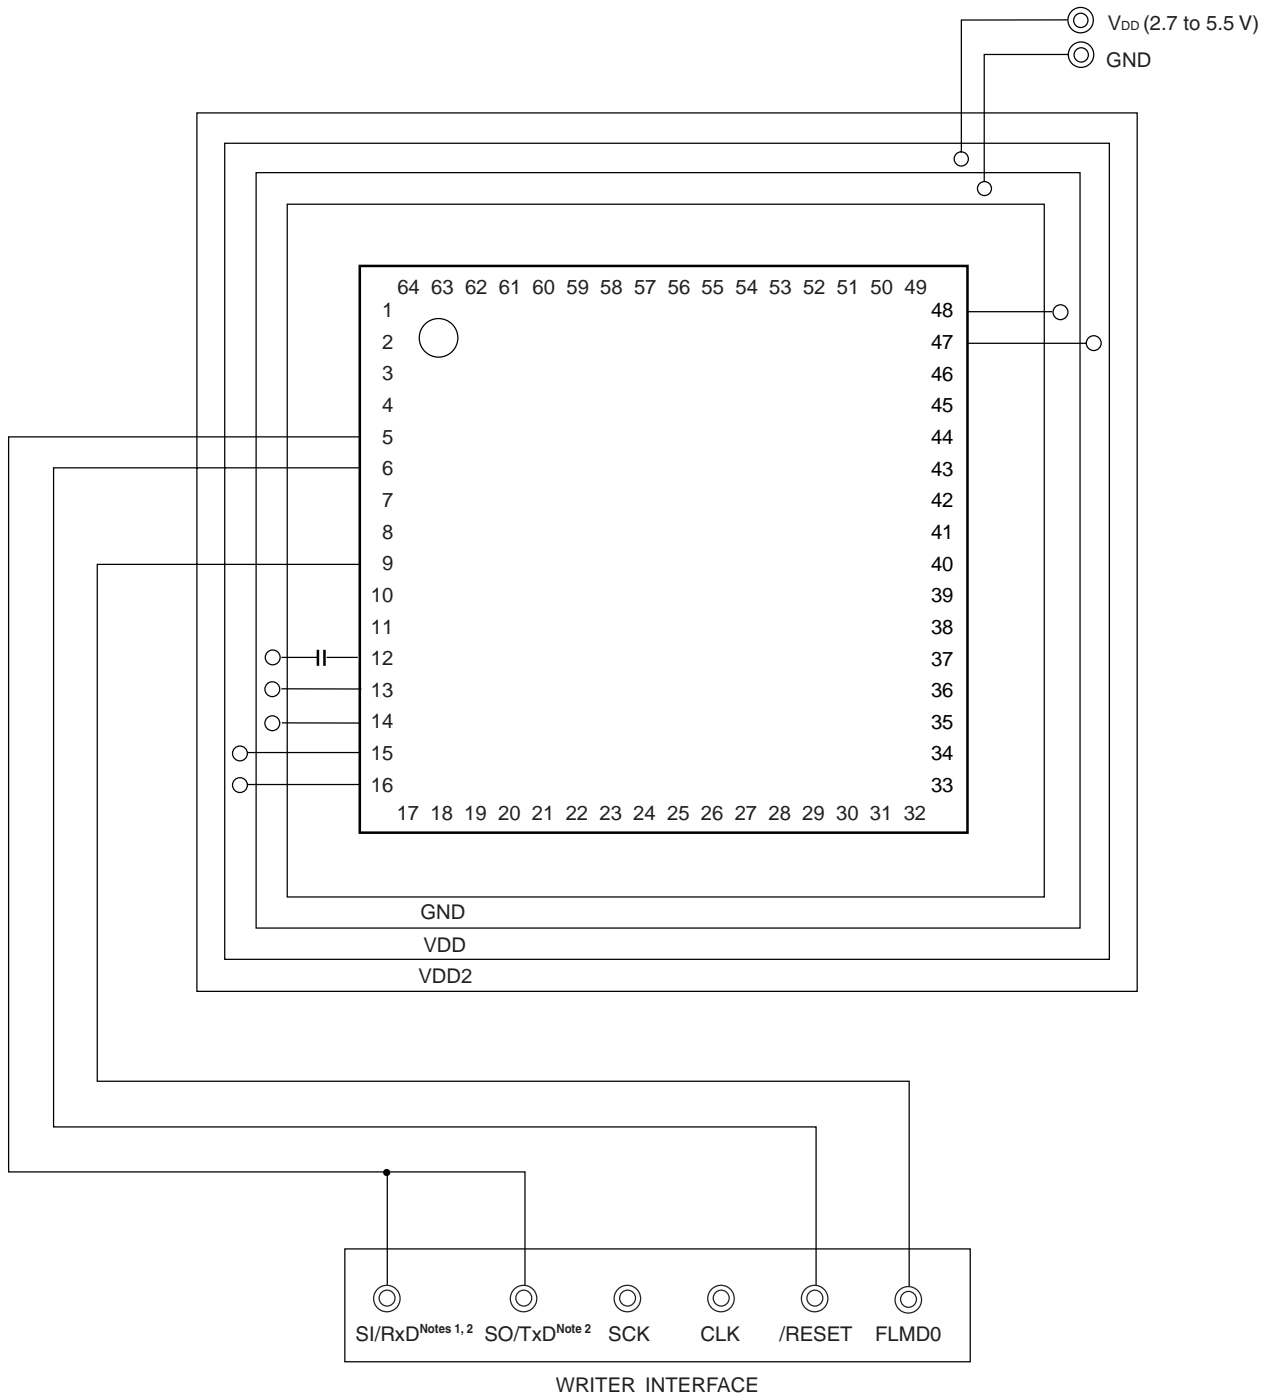 VDD (2.7 to 5.5 V)
GND
64 63 62 61 60 59 58 57 56 55 54 53 52 51 50 49
1 48
2 47
3 46
4 45
5 44
6 43
7 42
8 41
9 40
10 39
11 38
12 37
13 36
14 35
15 34
16 33
17 18 19 20 21 22 23 24 25 26 27 28 29 30 31 32
GND
VDD
VDD2
SI/RxD Notes 1, 2 SO/TxD Note 2 SCK CLK /RESET FLMD0
WRITER INTERFACE